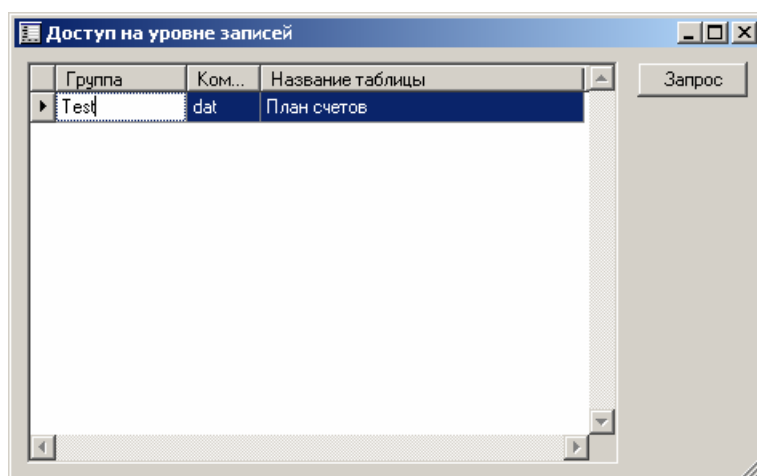 Доступ на уровне записей
Группа Ком... Название таблицы Запрос
Test dat План счетов